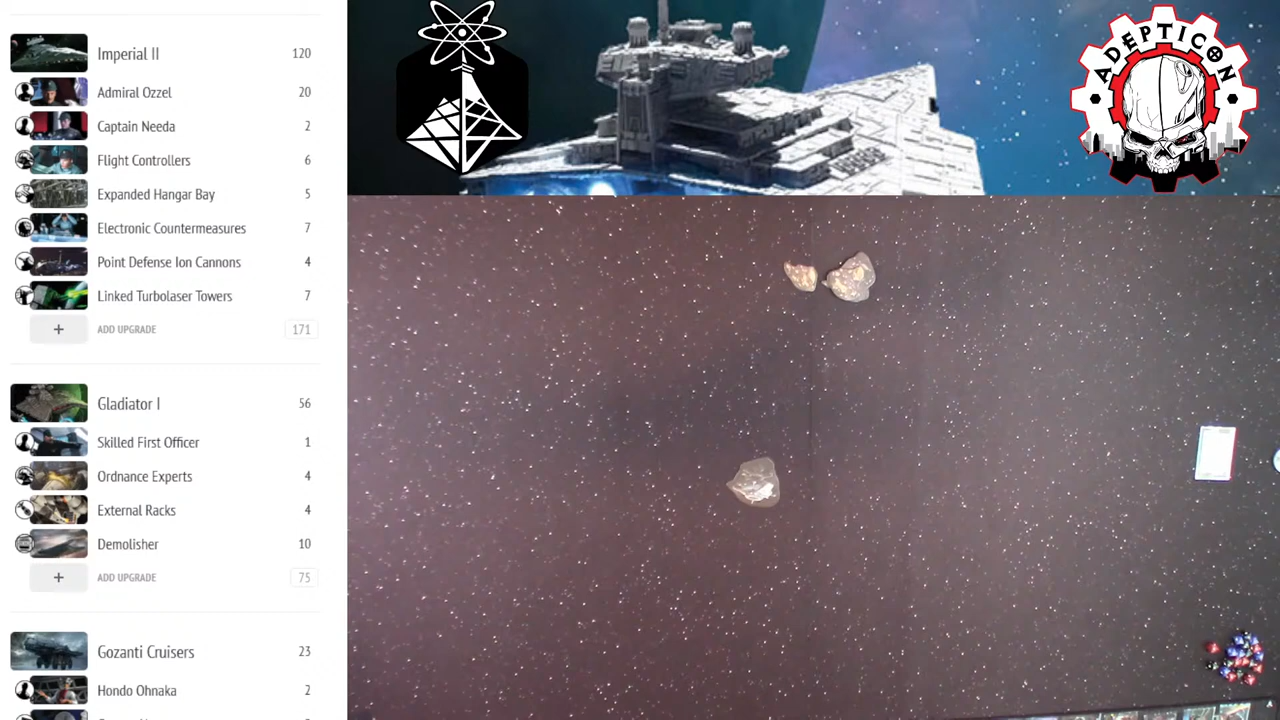 Imperial II 120
Admiral Ozzel 20
Captain Needa 2
Flight Controllers 6
Expanded Hangar Bay 5
Electronic Countermeasures 7
Point Defense Ion Cannons 4
Linked Turbolaser Towers 7
+ ADD UPGRADE 171
Gladiator I 56
Skilled First Officer 1
Ordnance Experts 4
External Racks 4
Demolisher 10
+ ADD UPGRADE 75
Gozanti Cruisers 23
Hondo Ohnaka 2
ADEPTICON